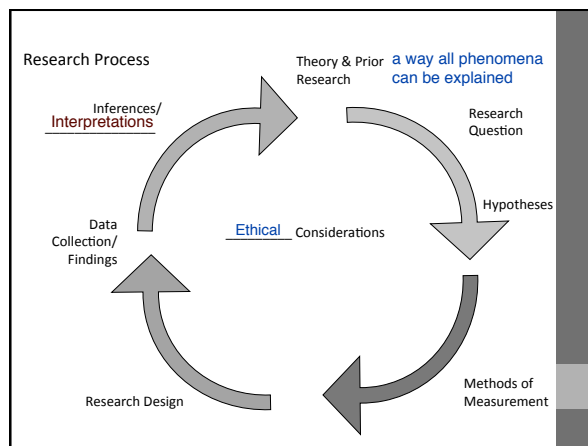 Research Process
Theory & Prior
Research
a way all phenomena
can be explained
Inferences/
Interpretations
Research
Question
Hypotheses
Data
Collection/
Findings
Ethical Considerations
Research Design
Methods of
Measurement